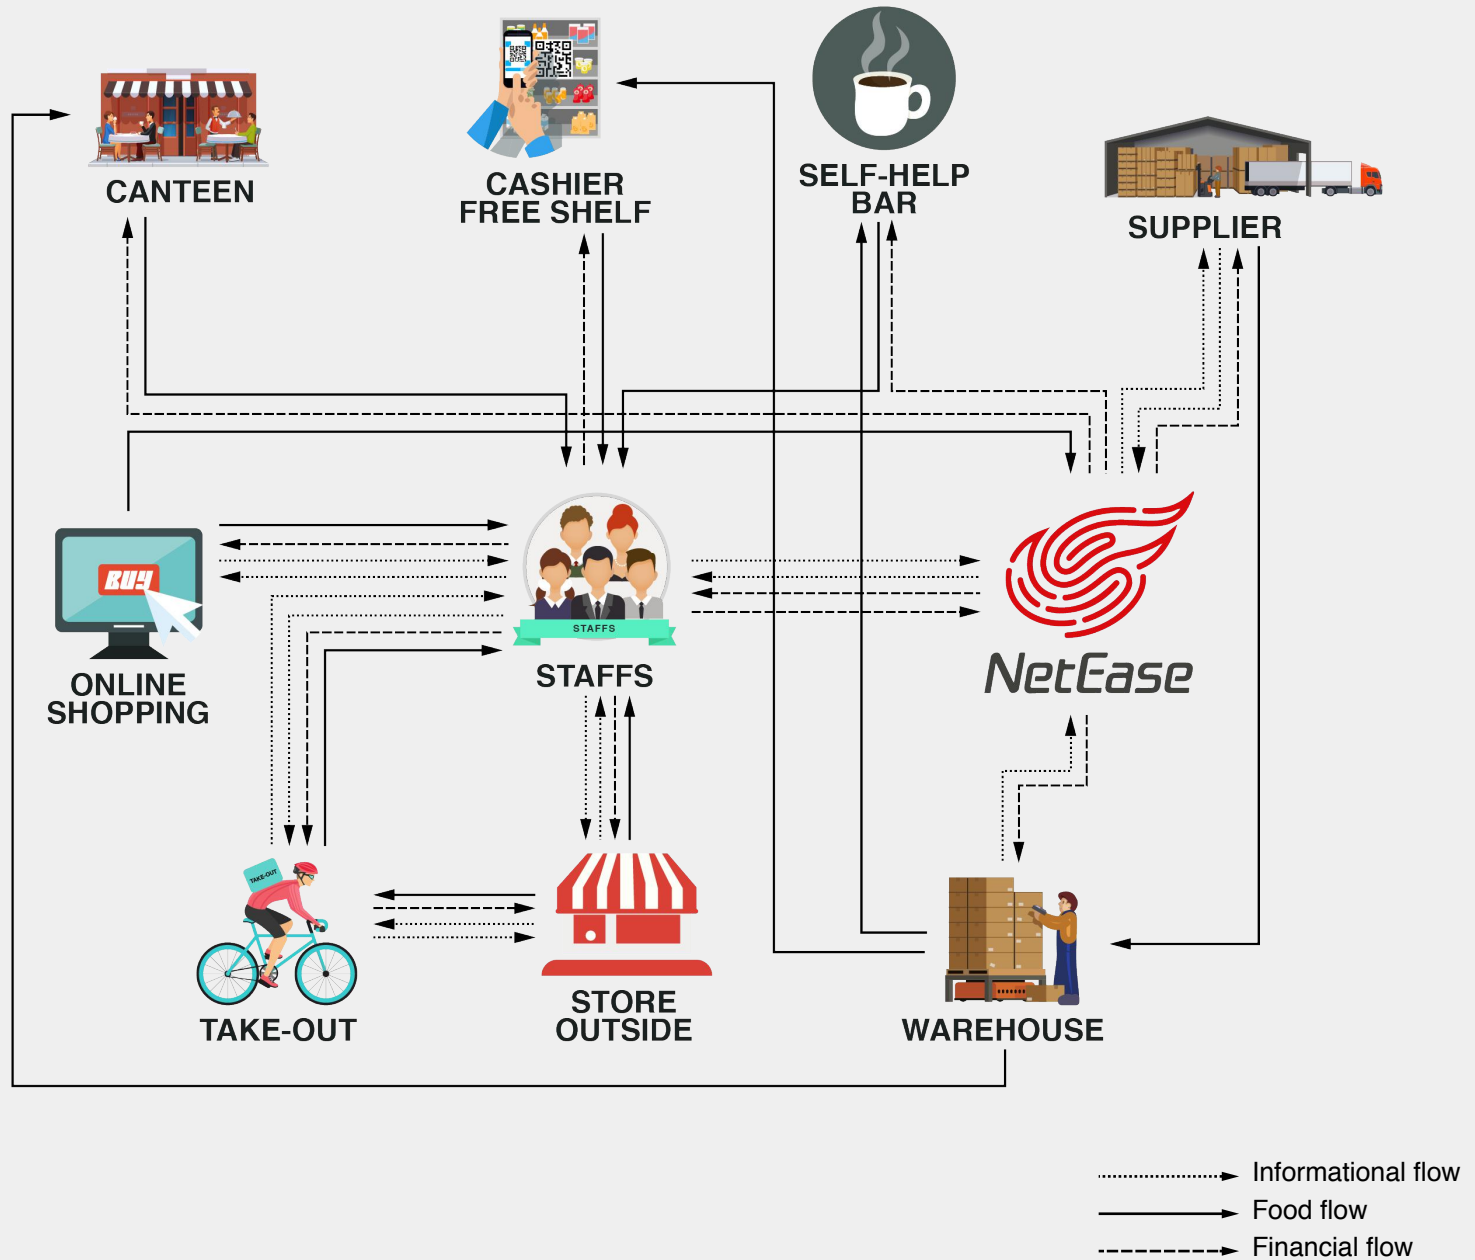 CANTEEN
CASHIER
FREE SHELF
SELF-HELP
BAR
SUPPLIER
BUY
ONLINE
SHOPPING
STAFFS
STAFFS
NetEase
TAKE-OUT
TAKE-OUT
STORE
OUTSIDE
WAREHOUSE
Informational flow
Food flow
Financial flow